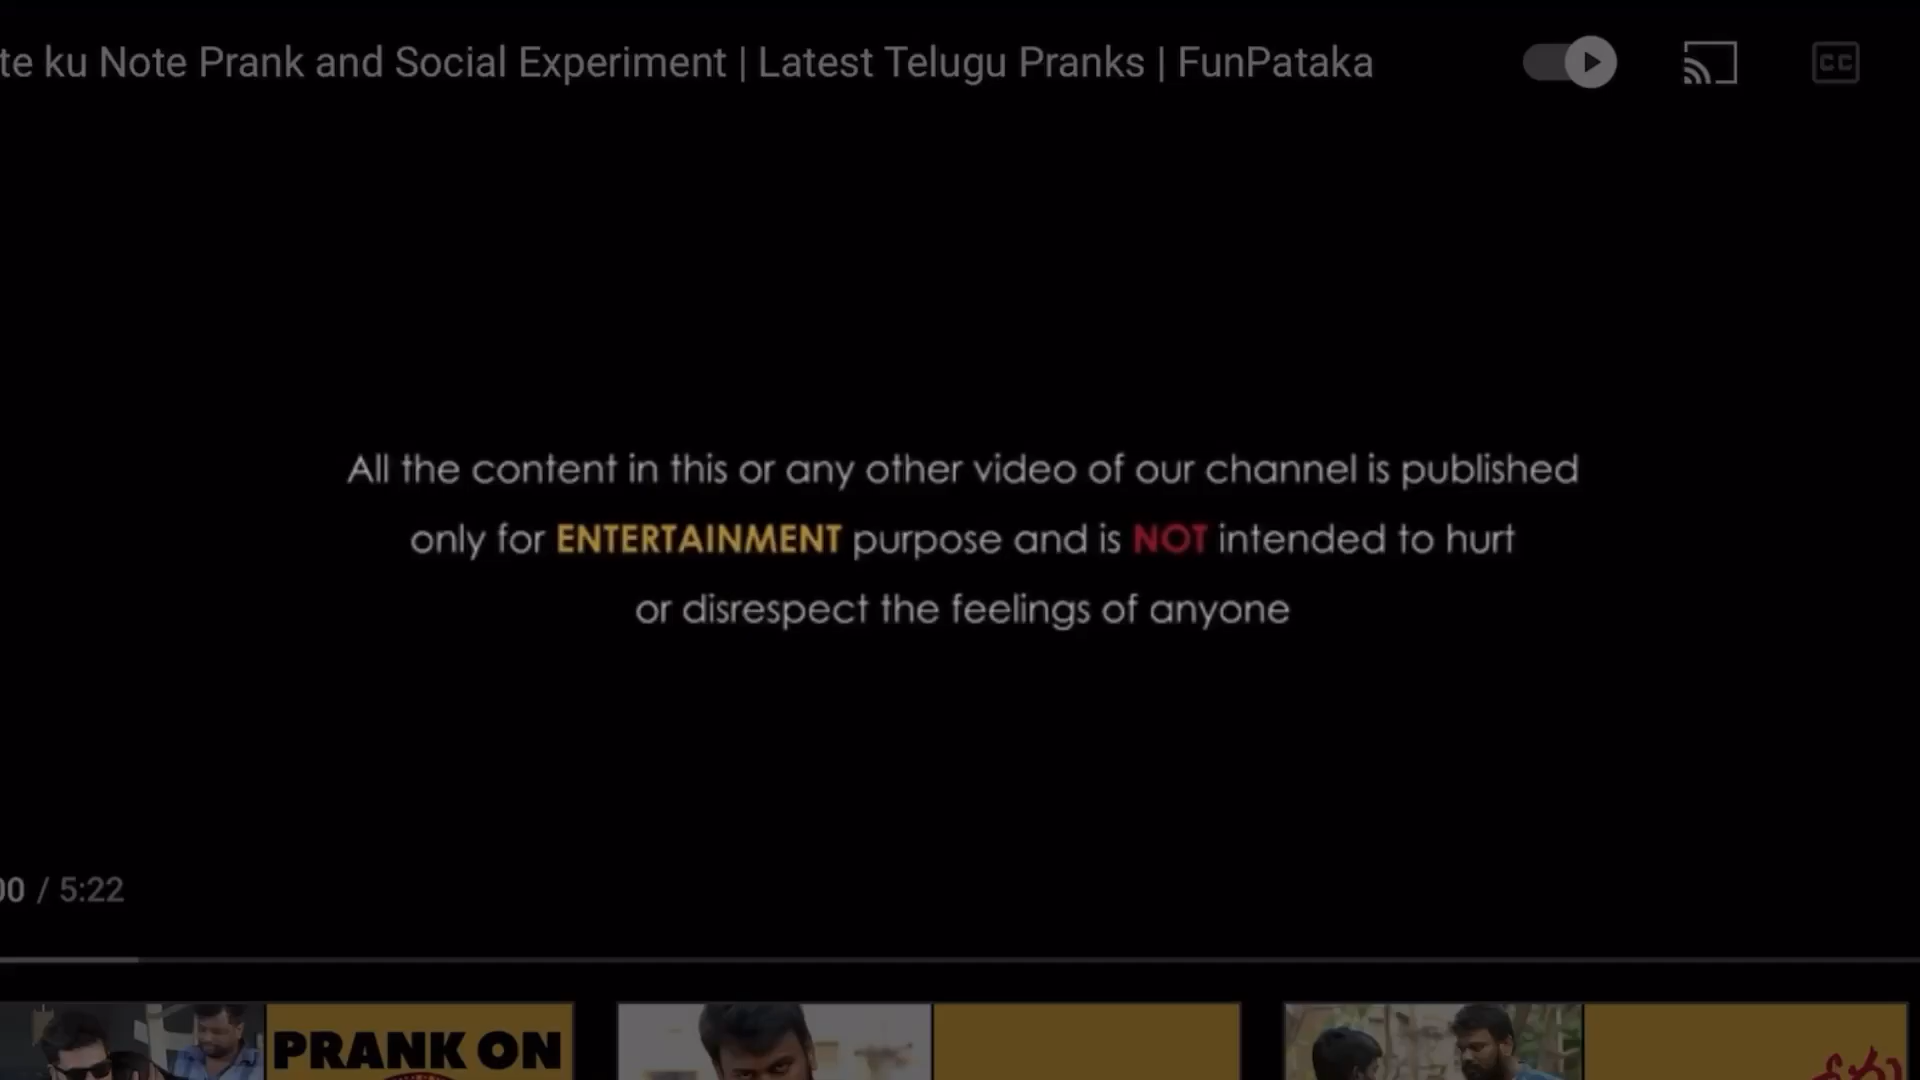 te ku Note Prank and Social Experiment | Latest Telugu Pranks | FunPataka
CC
All the content in this or any other video of our channel is published
only for ENTERTAINMENT purpose and is NOT intended to hurt
or disrespect the feelings of anyone
00 / 5:22
PRANK ON